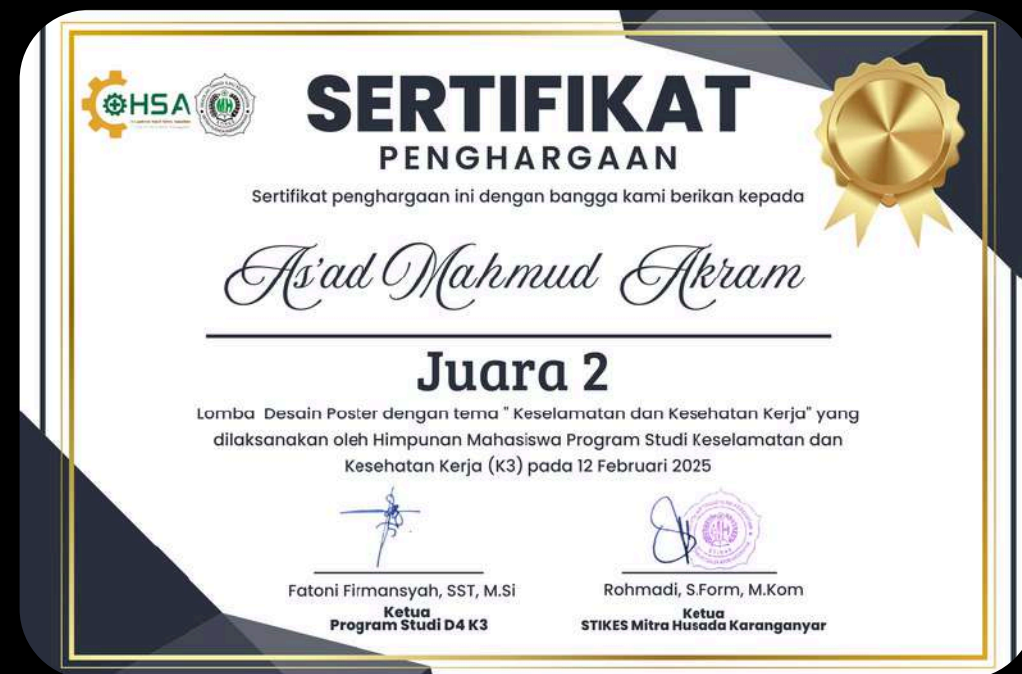 OHSA
SERTIFIKAT
PENGHARGAAN
Sertifikat penghargaan ini dengan bangga kami berikan kepada
As'ad Mahmud Akram
Juara 2
Lomba Desain Poster dengan tema " Keselamatan dan Kesehatan Kerja" yang
dilaksanakan oleh Himpunan Mahasiswa Program Studi Keselamatan dan
Kesehatan Kerja (K3) pada 12 Februari 2025
STIKES
Fatoni Firmansyah, SST, M.Si
Rohmadi, S.Form, M.Kom
Ketua
Program Studi D4 K3
Ketua
STIKES Mitra Husada Karanganyar